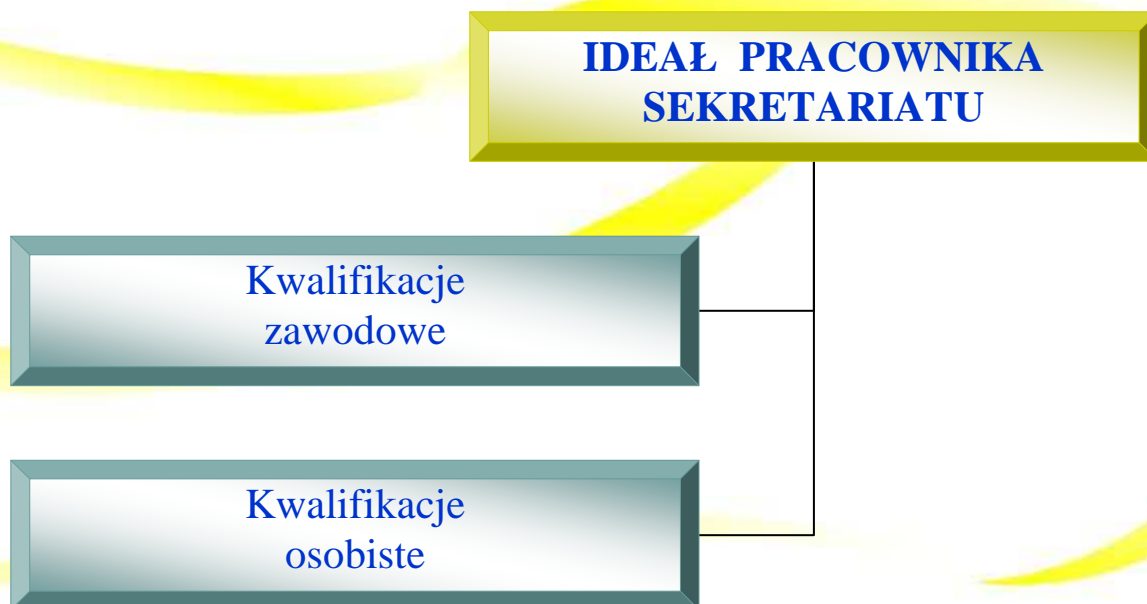 IDEAŁ PRACOWNIKA
SEKRETARIATU
Kwalifikacje
zawodowe
Kwalifikacje
osobiste